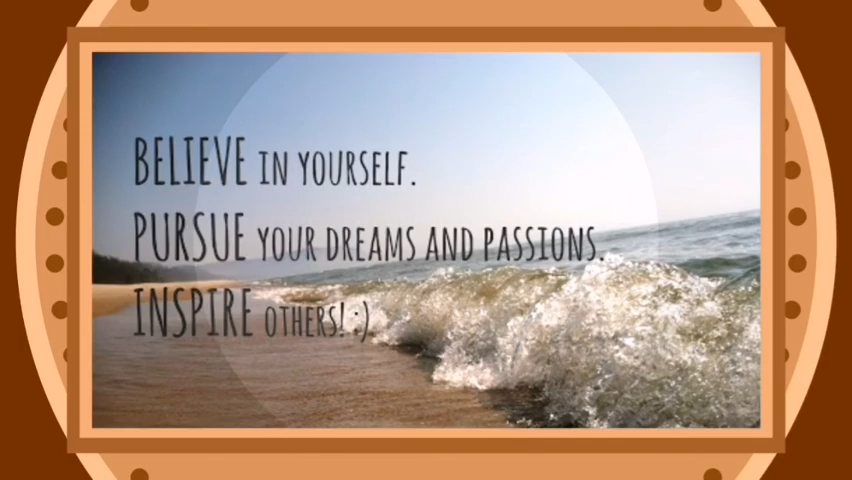 BELIEVE IN YOURSELF.
PURSUE YOUR DREAMS AND PASSIONS.
INSPIRE OTHERS! :)